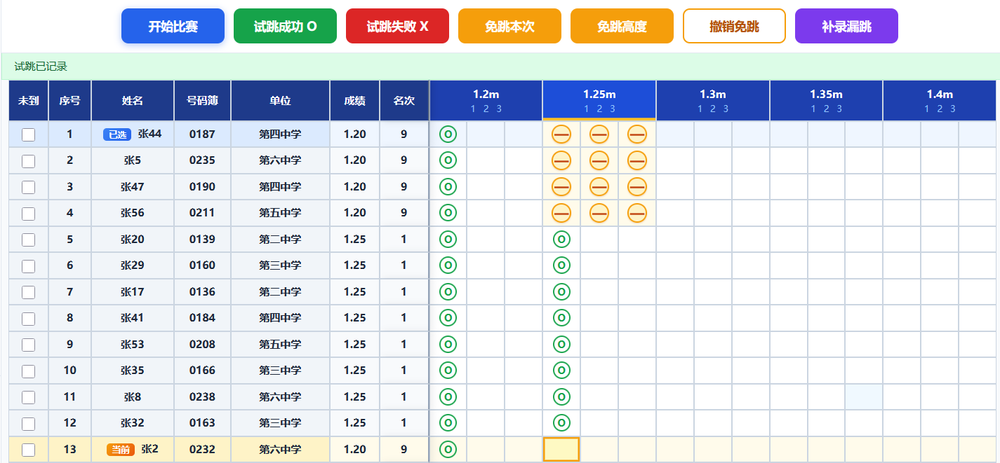 开始比赛 试跳成功 O 试跳失败 X 免跳本次 免跳高度 撤销免跳 补录漏跳
试跳已记录
未到 序号 姓名 号码簿 单位 成绩 名次 1.2m 1.25m 1.3m 1.35m 1.4m
1 2 3 1 2 3 1 2 3 1 2 3 1 2 3
1 已选 张44 0187 第四中学 1.20 9 O — — —
2 张5 0235 第六中学 1.20 9 O — — —
3 张47 0190 第四中学 1.20 9 O — — —
4 张56 0211 第五中学 1.20 9 O — — —
5 张20 0139 第二中学 1.25 1 O O
6 张29 0160 第三中学 1.25 1 O O
7 张17 0136 第二中学 1.25 1 O O
8 张41 0184 第四中学 1.25 1 O O
9 张53 0208 第五中学 1.25 1 O O
10 张35 0166 第三中学 1.25 1 O O
11 张8 0238 第六中学 1.25 1 O O
12 张32 0163 第三中学 1.25 1 O O
13 当前 张2 0232 第六中学 1.20 9 O